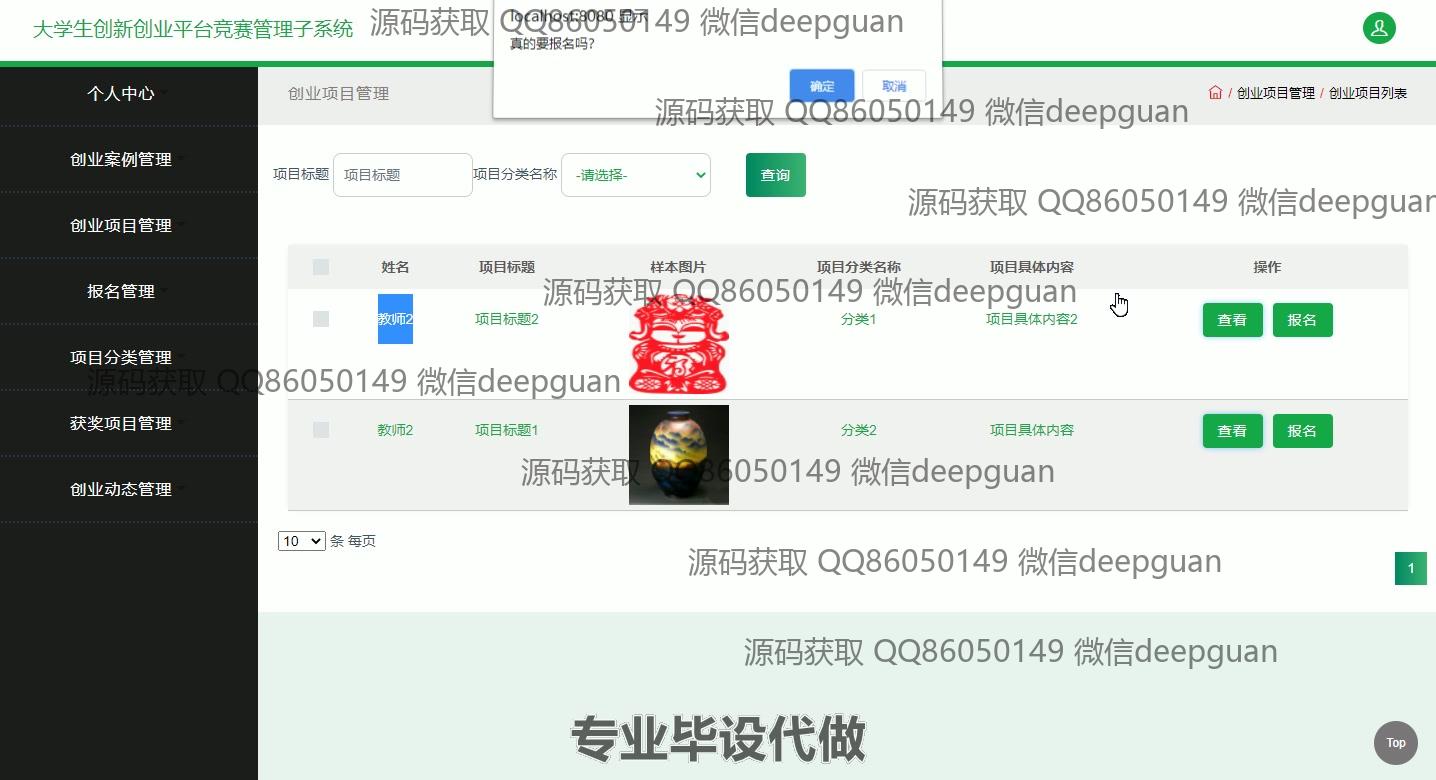 大学生创新创业平台竞赛管理子系统
源码获取 QQ86050149 微信deepguan
localhost:8080 显示
真的要报名吗?
确定 取消
源码获取 QQ86050149 微信deepguan
个人中心
创业案例管理
创业项目管理
报名管理
项目分类管理
获奖项目管理
创业动态管理
创业项目管理
/ 创业项目管理 / 创业项目列表
项目标题 项目标题 项目分类名称 -请选择- 查询
源码获取 QQ86050149 微信deepguan
姓名 项目标题 样本图片 项目分类名称 项目具体内容 操作
源码获取 QQ86050149 微信deepguan
教师2 项目标题2 分类1 项目具体内容2 查看 报名
源码获取 QQ86050149 微信deepguan
教师2 项目标题1 分类2 项目具体内容 查看 报名
源码获取 QQ86050149 微信deepguan
10 条 每页
源码获取 QQ86050149 微信deepguan
1
源码获取 QQ86050149 微信deepguan
专业毕设代做
Top